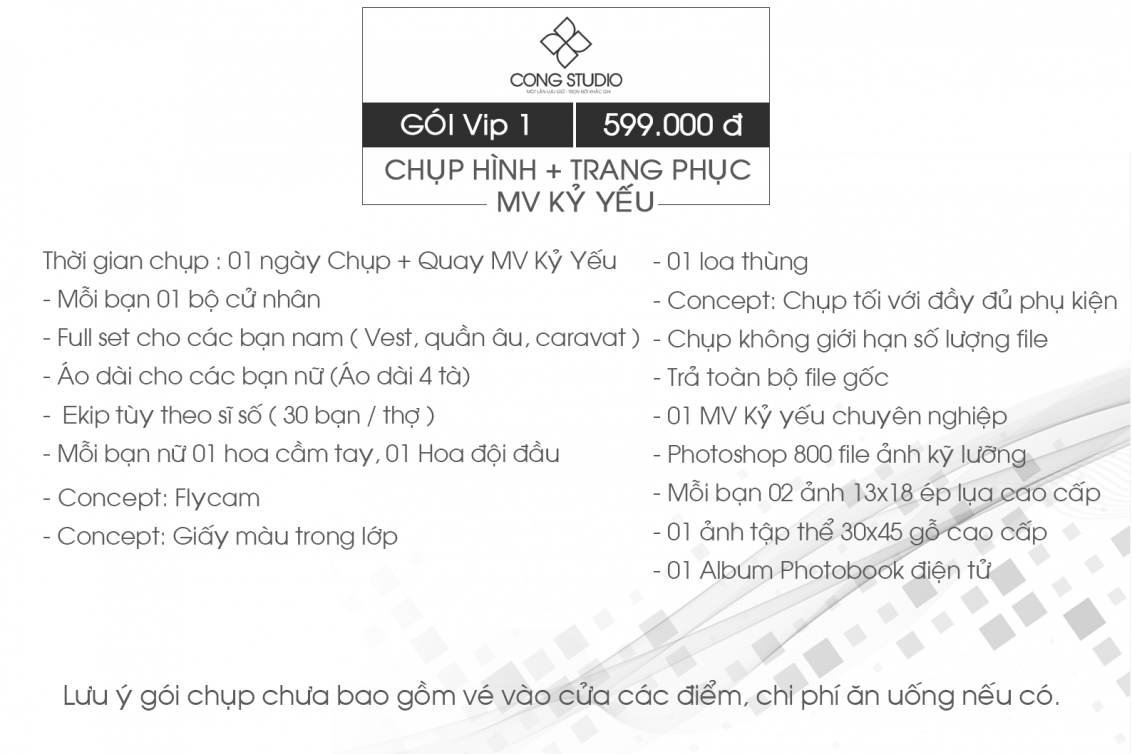 CONG STUDIO
MỘT LẦN LƯU GIỮ - TRỌN ĐỜI KHẮC GHI
GÓI Vip 1
599.000 đ
CHỤP HÌNH + TRANG PHỤC
MV KỶ YẾU
Thời gian chụp : 01 ngày Chụp + Quay MV Kỷ Yếu
- Mỗi bạn 01 bộ cử nhân
- Full set cho các bạn nam ( Vest, quần âu, caravat )
- Áo dài cho các bạn nữ (Áo dài 4 tà)
- Ekip tùy theo sĩ số ( 30 bạn / thợ )
- Mỗi bạn nữ 01 hoa cầm tay, 01 Hoa đội đầu
- Concept: Flycam
- Concept: Giấy màu trong lớp
- 01 loa thùng
- Concept: Chụp tối với đầy đủ phụ kiện
- Chụp không giới hạn số lượng file
- Trả toàn bộ file gốc
- 01 MV Kỷ yếu chuyên nghiệp
- Photoshop 800 file ảnh kỹ lưỡng
- Mỗi bạn 02 ảnh 13x18 ép lụa cao cấp
- 01 ảnh tập thể 30x45 gỗ cao cấp
- 01 Album Photobook điện tử
Lưu ý gói chụp chưa bao gồm vé vào cửa các điểm, chi phí ăn uống nếu có.